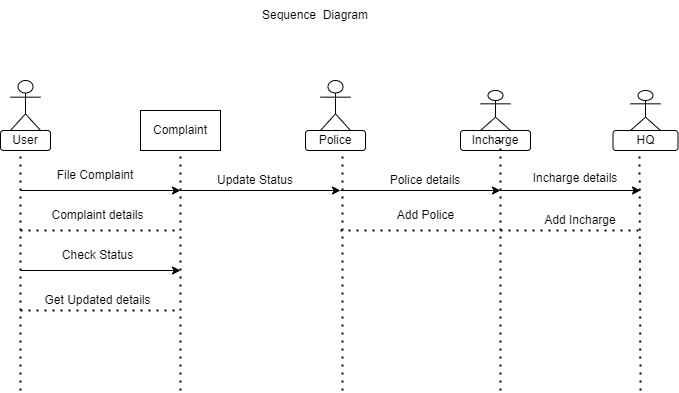 Sequence  Diagram
User
Complaint
Police
Incharge
HQ
File Complaint
Update Status
Police details
Incharge details
Complaint details
Add Police
Add Incharge
Check Status
Get Updated details